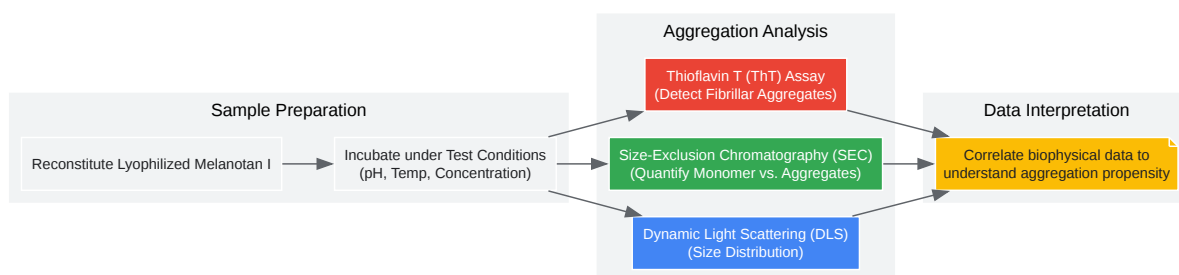 Sample Preparation
Reconstitute Lyophilized Melanotan I
Incubate under Test Conditions
(pH, Temp, Concentration)
Aggregation Analysis
Thioflavin T (ThT) Assay
(Detect Fibrillar Aggregates)
Size-Exclusion Chromatography (SEC)
(Quantify Monomer vs. Aggregates)
Dynamic Light Scattering (DLS)
(Size Distribution)
Data Interpretation
Correlate biophysical data to
understand aggregation propensity